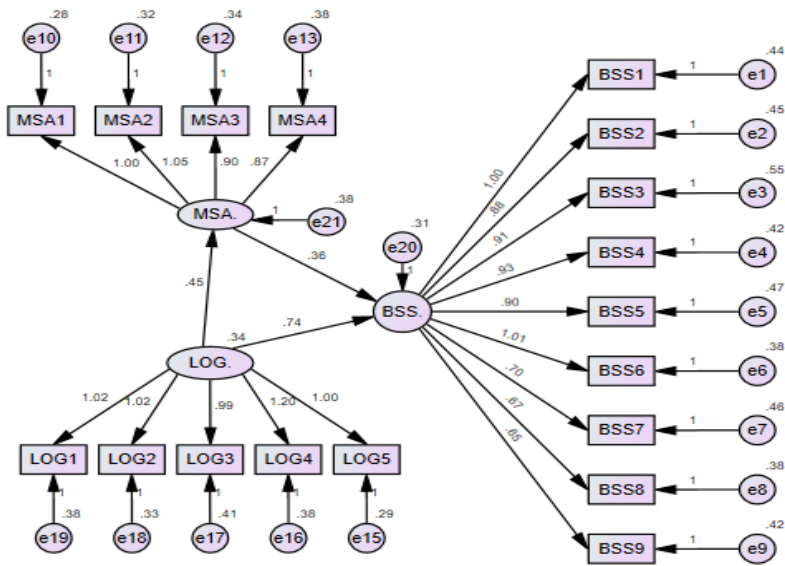 .28 .32 .34 .38
e10 e11 e12 e13
1 1 1 1
MSA1 MSA2 MSA3 MSA4
1.00 1.05 .90 .87
MSA. 1 .38
e21
.45 .36
.31
e20
1
BSS.
.74
.34
LOG.
1.02 1.02 .99 1.20 1.00
LOG1 LOG2 LOG3 LOG4 LOG5
1 1 1 1 1
.38 .33 .41 .38 .29
e19 e18 e17 e16 e15
1.00 BSS1 1 e1 .44
.88 BSS2 1 e2 .45
.91 BSS3 1 e3 .55
.93 BSS4 1 e4 .42
.90 BSS5 1 e5 .47
1.01 BSS6 1 e6 .38
.70 BSS7 1 e7 .46
.67 BSS8 1 e8 .38
.65 BSS9 1 e9 .42